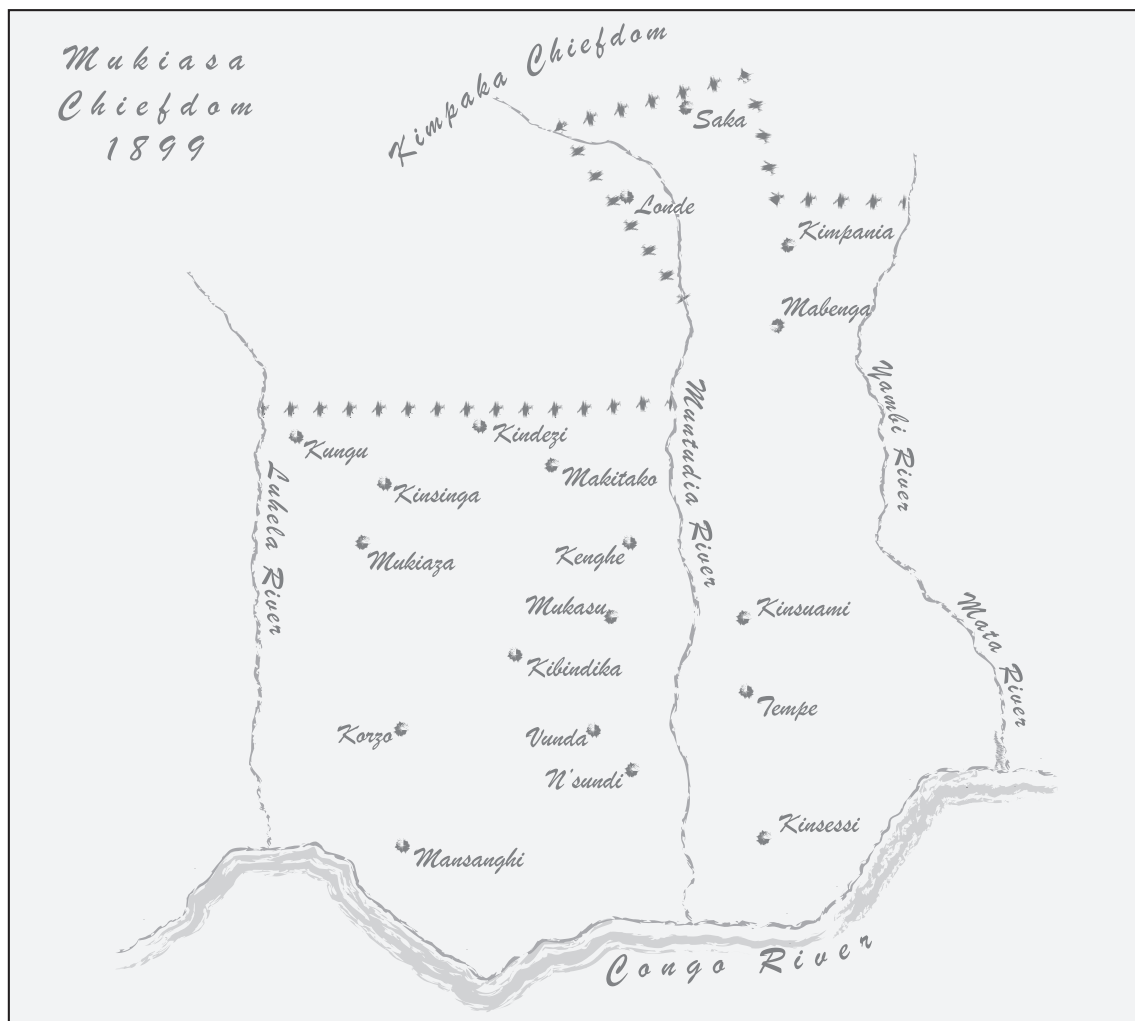 Mukiasa
Chiefdom
1899
Kimpaka Chiefdom
Saka
Londe
Kimpania
Mabenga
Yambi River
Muntudia River
Kindezi
Kungu
Makitako
Kinsinga
Luhela River
Mukiaza
Kenghe
Mukasu
Kinsuami
Mata River
Kibindika
Tempe
Korzo
Vunda
N'sundi
Kinsessi
Mansanghi
Congo River